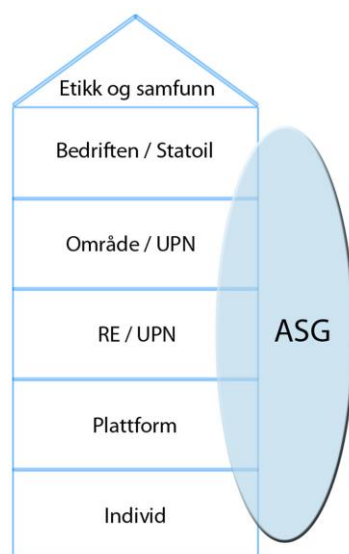 Etikk og samfunn
Bedriften / Statoil
Område / UPN
RE / UPN
ASG
Plattform
Individ